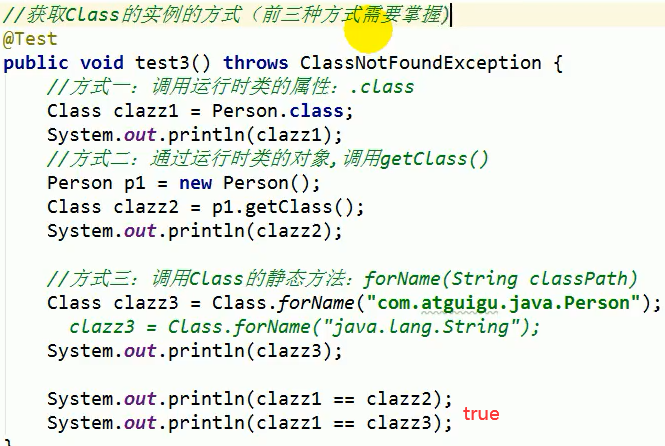 //获取Class的实例的方式（前三种方式需要掌握)
@Test
public void test3() throws ClassNotFoundException {
//方式一：调用运行时类的属性：.class
Class clazz1 = Person.class;
System.out.println(clazz1);
//方式二：通过运行时类的对象,调用getClass()
Person p1 = new Person();
Class clazz2 = p1.getClass();
System.out.println(clazz2);
//方式三：调用Class的静态方法：forName(String classPath)
Class clazz3 = Class.forName("com.atguigu.java.Person");
clazz3 = Class.forName("java.lang.String");
System.out.println(clazz3);
System.out.println(clazz1 == clazz2);
System.out.println(clazz1 == clazz3); true
}